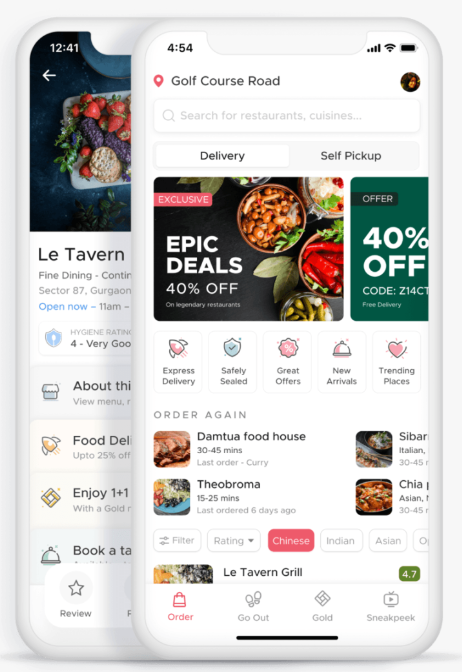 12:41
Le Tavern
Fine Dining - Contin
Sector 87, Gurgaon
Open now – 11am –
HYGIENE RATING
4 - Very Goo
About thi
View menu, r
Food Deli
Upto 25% off
Enjoy 1+1
With a Gold
Book a ta
Review
4:54
Golf Course Road
Search for restaurants, cuisines...
Delivery
Self Pickup
EXCLUSIVE
EPIC
DEALS
40% OFF
On legendary restaurants
OFFER
40%
OFF
CODE: Z14CT
Free Delivery
Express
Delivery
Safely
Sealed
Great
Offers
New
Arrivals
Trending
Places
ORDER AGAIN
Damtua food house
30-45 mins
Last order - Curry
Sibar
Italian,
30-45
Theobroma
15-25 mins
Last ordered 6 days ago
Chia
Asian,
30-45
Filter
Rating
Chinese
Indian
Asian
Le Tavern Grill
4.7
Order
Go Out
Gold
Sneakpeek